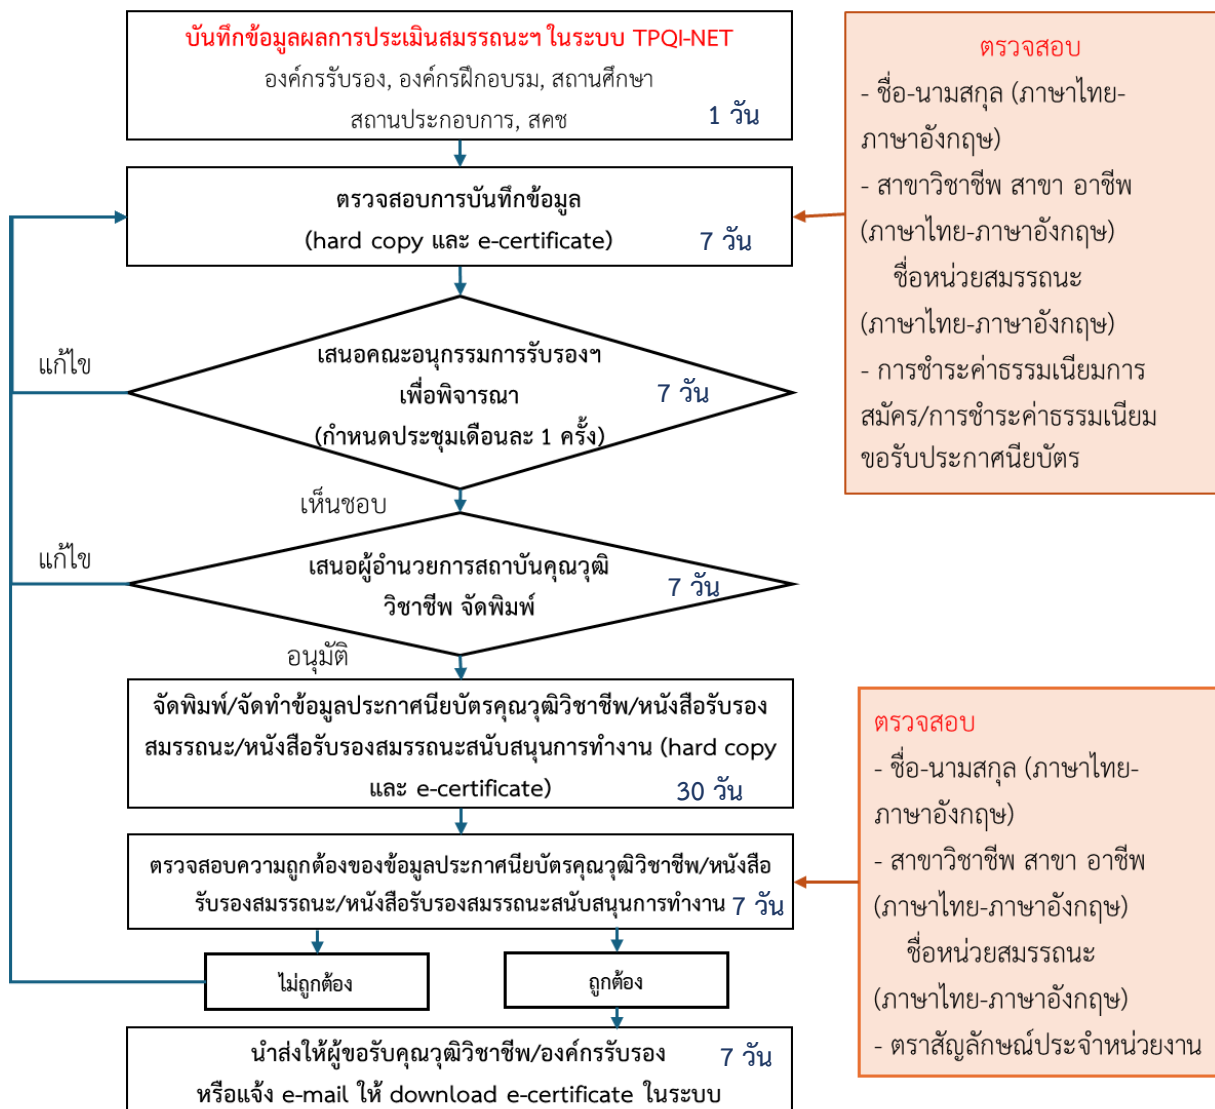 บันทึกข้อมูลผลการประเมินสมรรถนะฯ ในระบบ TPQI-NET
องค์กรรับรอง, องค์กรฝึกอบรม, สถานศึกษา
สถานประกอบการ, สคช
1 วัน
ตรวจสอบการบันทึกข้อมูล
(hard copy และ e-certificate)
7 วัน
ตรวจสอบ
- ชื่อ-นามสกุล (ภาษาไทย-
ภาษาอังกฤษ)
- สาขาวิชาชีพ สาขา อาชีพ
(ภาษาไทย-ภาษาอังกฤษ)
ชื่อหน่วยสมรรถนะ
(ภาษาไทย-ภาษาอังกฤษ)
- การชำระค่าธรรมเนียมการ
สมัคร/การชำระค่าธรรมเนียม
ขอรับประกาศนียบัตร
แก้ไข
เสนอคณะอนุกรรมการรับรองฯ
เพื่อพิจารณา
(กำหนดประชุมเดือนละ 1 ครั้ง)
7 วัน
เห็นชอบ
แก้ไข
เสนอผู้อำนวยการสถาบันคุณวุฒิ
วิชาชีพ จัดพิมพ์
7 วัน
อนุมัติ
จัดพิมพ์/จัดทำข้อมูลประกาศนียบัตรคุณวุฒิวิชาชีพ/หนังสือรับรอง
สมรรถนะ/หนังสือรับรองสมรรถนะสนับสนุนการทำงาน (hard copy
และ e-certificate)
30 วัน
ตรวจสอบความถูกต้องของข้อมูลประกาศนียบัตรคุณวุฒิวิชาชีพ/หนังสือ
รับรองสมรรถนะ/หนังสือรับรองสมรรถนะสนับสนุนการทำงาน
7 วัน
ตรวจสอบ
- ชื่อ-นามสกุล (ภาษาไทย-
ภาษาอังกฤษ)
- สาขาวิชาชีพ สาขา อาชีพ
(ภาษาไทย-ภาษาอังกฤษ)
ชื่อหน่วยสมรรถนะ
(ภาษาไทย-ภาษาอังกฤษ)
- ตราสัญลักษณ์ประจำหน่วยงาน
ไม่ถูกต้อง
ถูกต้อง
นำส่งให้ผู้ขอรับคุณวุฒิวิชาชีพ/องค์กรรับรอง
หรือแจ้ง e-mail ให้ download e-certificate ในระบบ
7 วัน